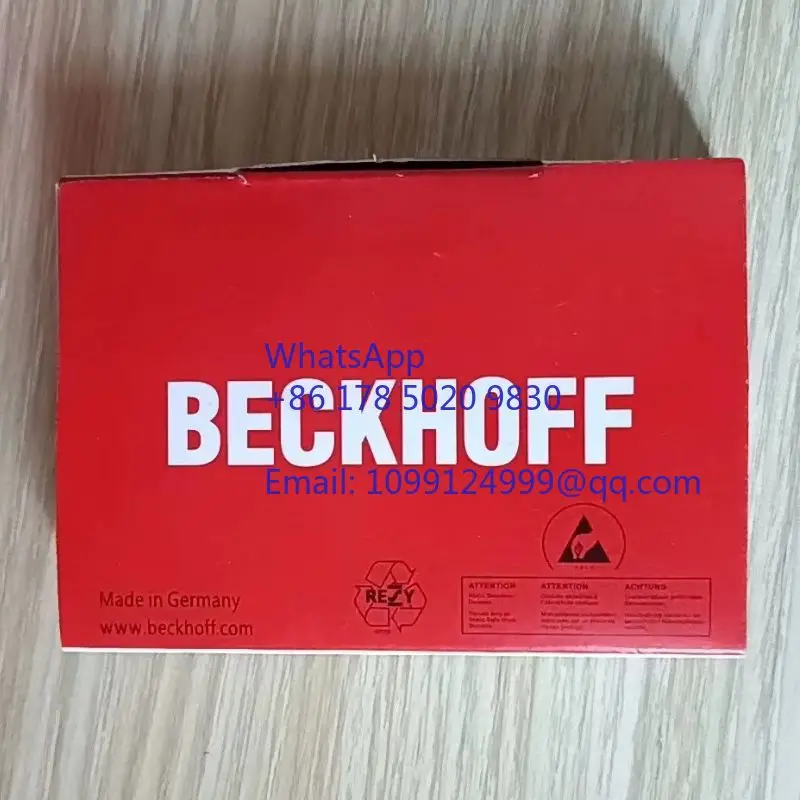 WhatsApp
BECKHOFF
+86 178 5020 9830
Email: 1099124999@qq.com
Made in Germany
www.beckhoff.com
REZY
ATTENTION
ATTENTION
ACHTUNG